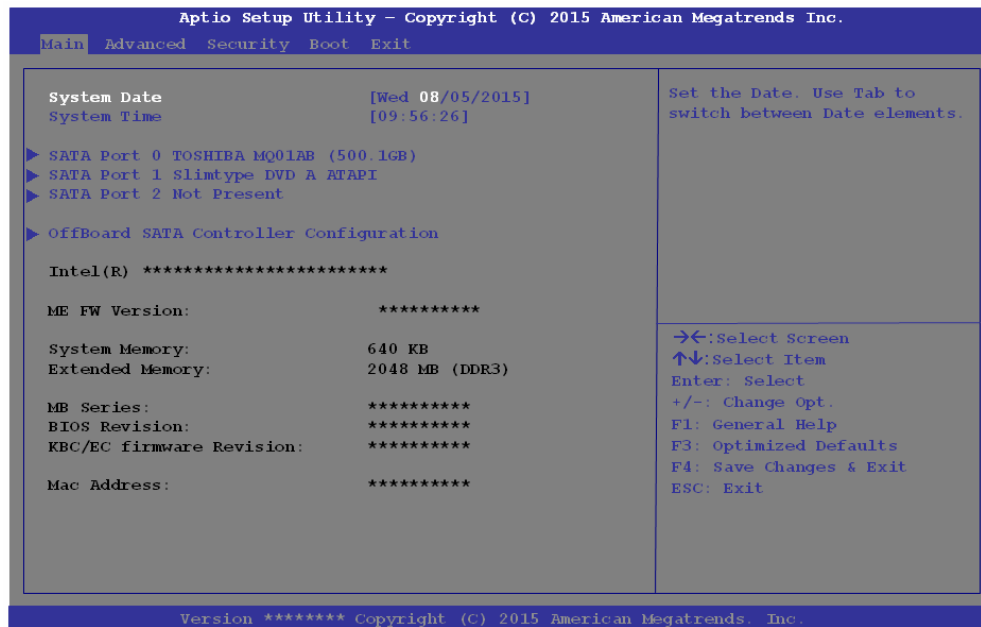 Aptio Setup Utility - Copyright (C) 2015 American Megatrends Inc.
Main Advanced Security Boot Exit
System Date [Wed 08/05/2015]
System Time [09:56:26]
SATA Port 0 TOSHIBA MQ01AB (500.1GB)
SATA Port 1 Slimtype DVD A ATAPI
SATA Port 2 Not Present
OffBoard SATA Controller Configuration
Intel(R) ************************
ME FW Version: **********
System Memory: 640 KB
Extended Memory: 2048 MB (DDR3)
MB Series: **********
BIOS Revision: **********
KBC/EC firmware Revision: **********
Mac Address: **********
Set the Date. Use Tab to
switch between Date elements.
→←:Select Screen
↑↓:Select Item
Enter: Select
+/-: Change Opt.
F1: General Help
F3: Optimized Defaults
F4: Save Changes & Exit
ESC: Exit
Version ******** Copyright (C) 2015 American Megatrends. Inc.